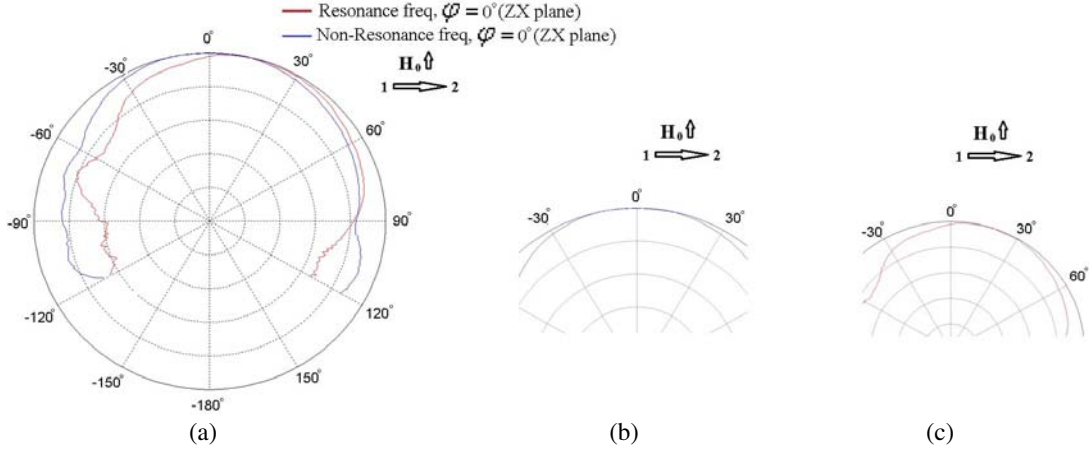 Resonance freq, φ = 0° (ZX plane)
Non-Resonance freq, φ = 0° (ZX plane)
0°
-30°
30°
H₀ ⇑
1 ⇒ 2
-60°
60°
-90°
90°
-120°
120°
-150°
150°
-180°
(a)
H₀ ⇑
1 ⇒ 2
0°
-30°
30°
(b)
H₀ ⇑
1 ⇒ 2
0°
-30°
30°
60°
(c)